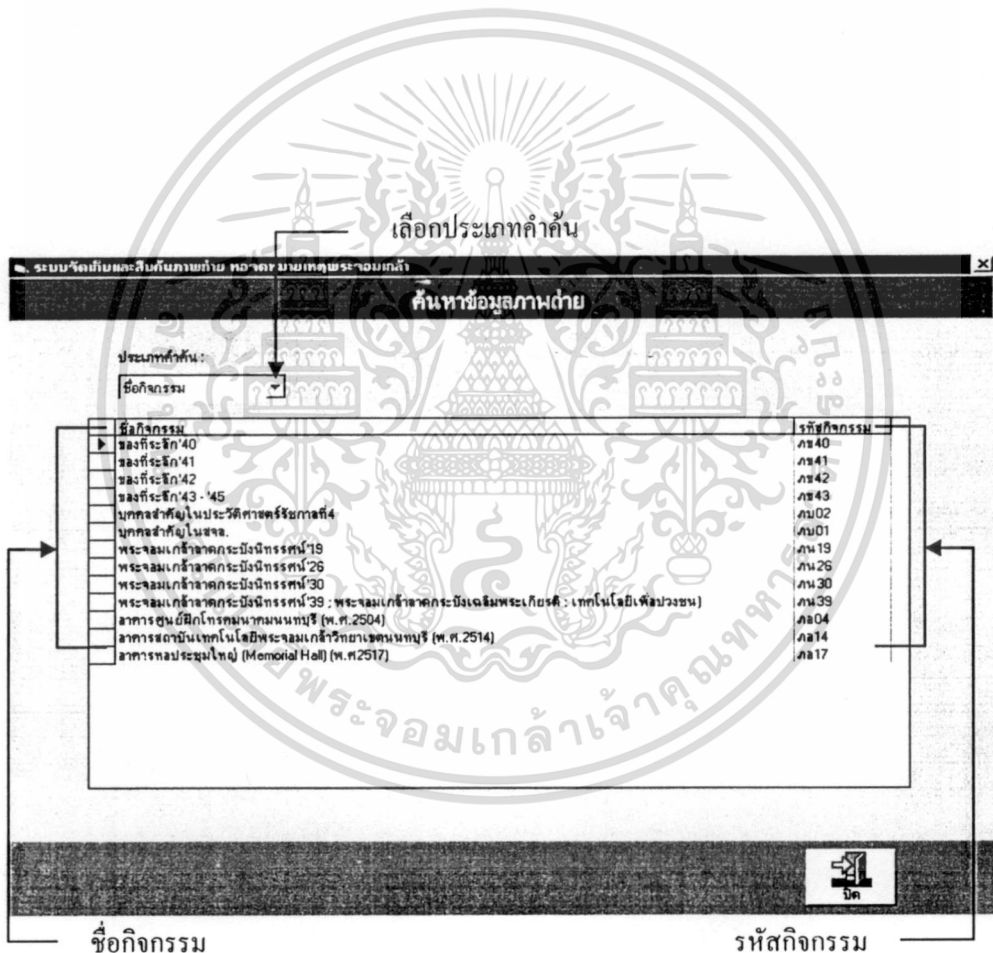 เลือกประเภทคำค้น
ระบบจัดเก็บและสืบค้นภาพถ่าย หอจดหมายเหตุพระจอมเกล้า
ค้นหาข้อมูลภาพถ่าย
ประเภทคำค้น :
ชื่อกิจกรรม
ชื่อกิจกรรม รหัสกิจกรรม
ของที่ระลึก'40 ภข40
ของที่ระลึก'41 ภข41
ของที่ระลึก'42 ภข42
ของที่ระลึก'43 - '45 ภข43
บุคคลสำคัญในประวัติศาสตร์รัชกาลที่4 ภบ02
บุคคลสำคัญในสจล. ภบ01
พระจอมเกล้าลาดกระบังนิทรรศน์'19 ภน19
พระจอมเกล้าลาดกระบังนิทรรศน์'26 ภน26
พระจอมเกล้าลาดกระบังนิทรรศน์'30 ภน30
พระจอมเกล้าลาดกระบังนิทรรศน์'39 ; พระจอมเกล้าลาดกระบังเฉลิมพระเกียรติ : เทคโนโลยีเพื่อปวงชน) ภน39
อาคารศูนย์ฝึกโทรคมนาคมนนทบุรี (พ.ศ.2504) ภอ04
อาคารสถาบันเทคโนโลยีพระจอมเกล้าวิทยาเขตนนทบุรี (พ.ศ.2514) ภอ14
อาคารหอประชุมใหญ่ (Memorial Hall) (พ.ศ2517) ภอ17
ปิด
ชื่อกิจกรรม รหัสกิจกรรม
พระจอมเกล้าเจ้าคุณทหาร